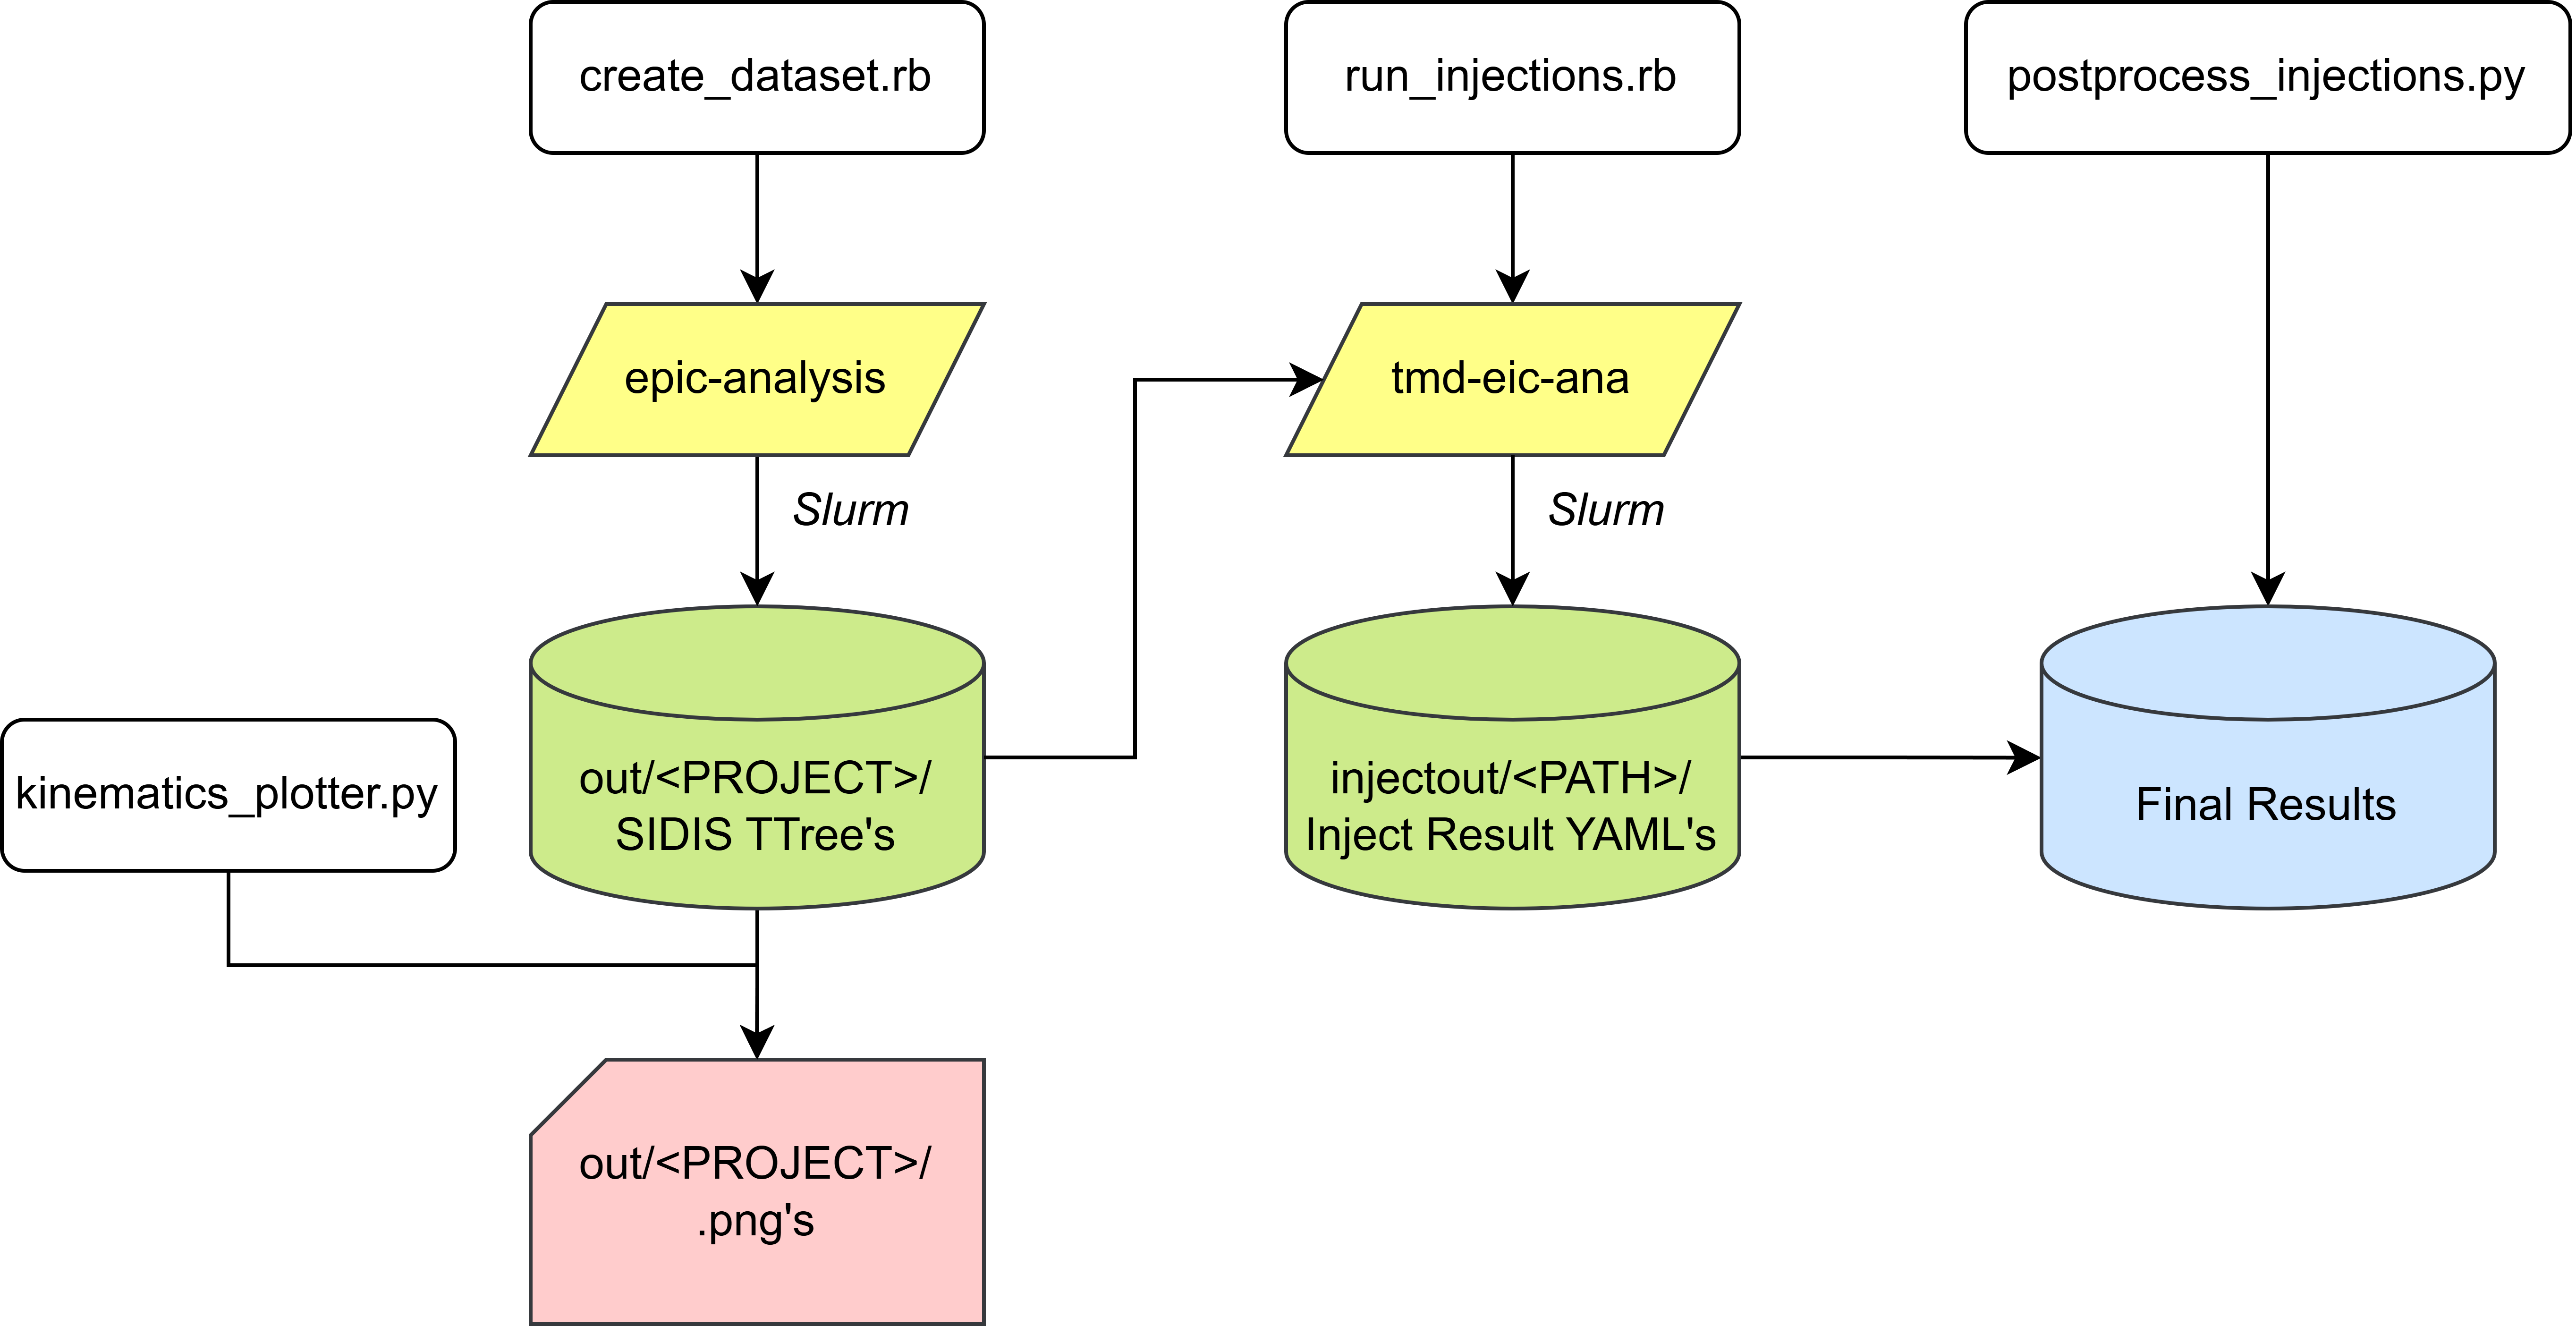 create_dataset.rb
run_injections.rb
postprocess_injections.py
epic-analysis
tmd-eic-ana
Slurm
Slurm
kinematics_plotter.py
out/<PROJECT>/
SIDIS TTree's
injectout/<PATH>/
Inject Result YAML's
Final Results
out/<PROJECT>/
.png's